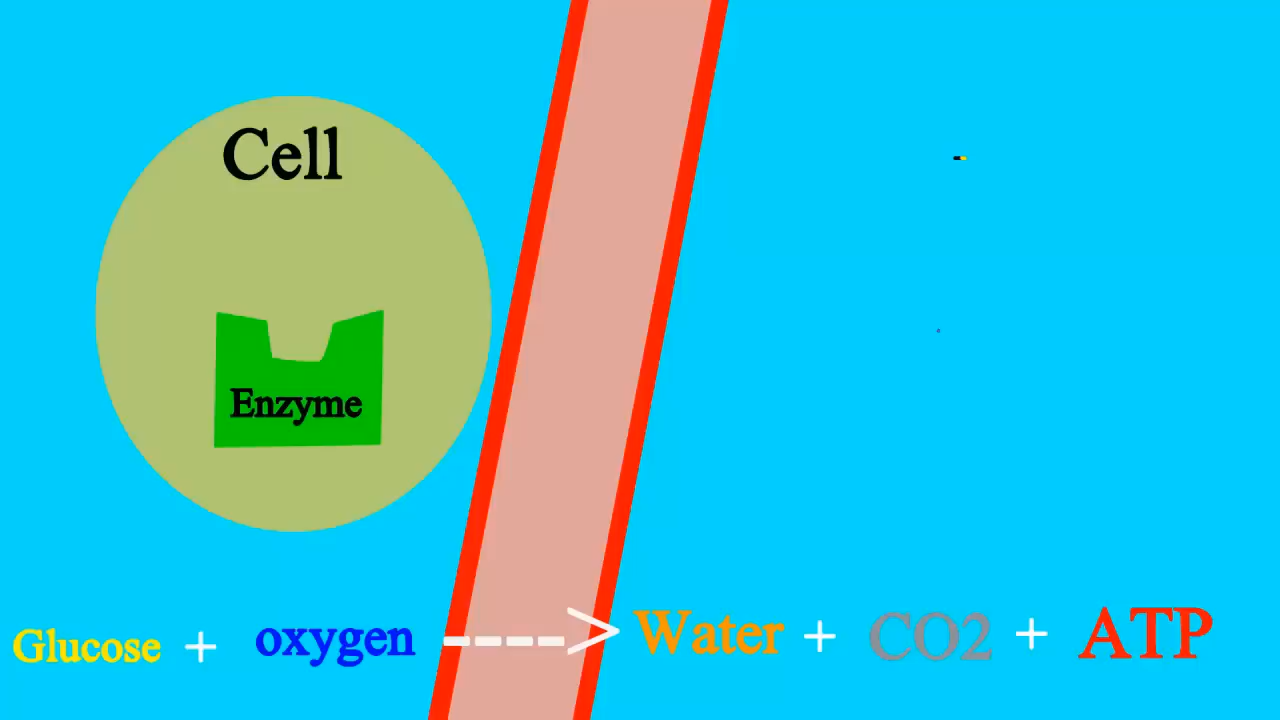 Cell
Enzyme
Glucose + oxygen ----> Water + CO2 + ATP